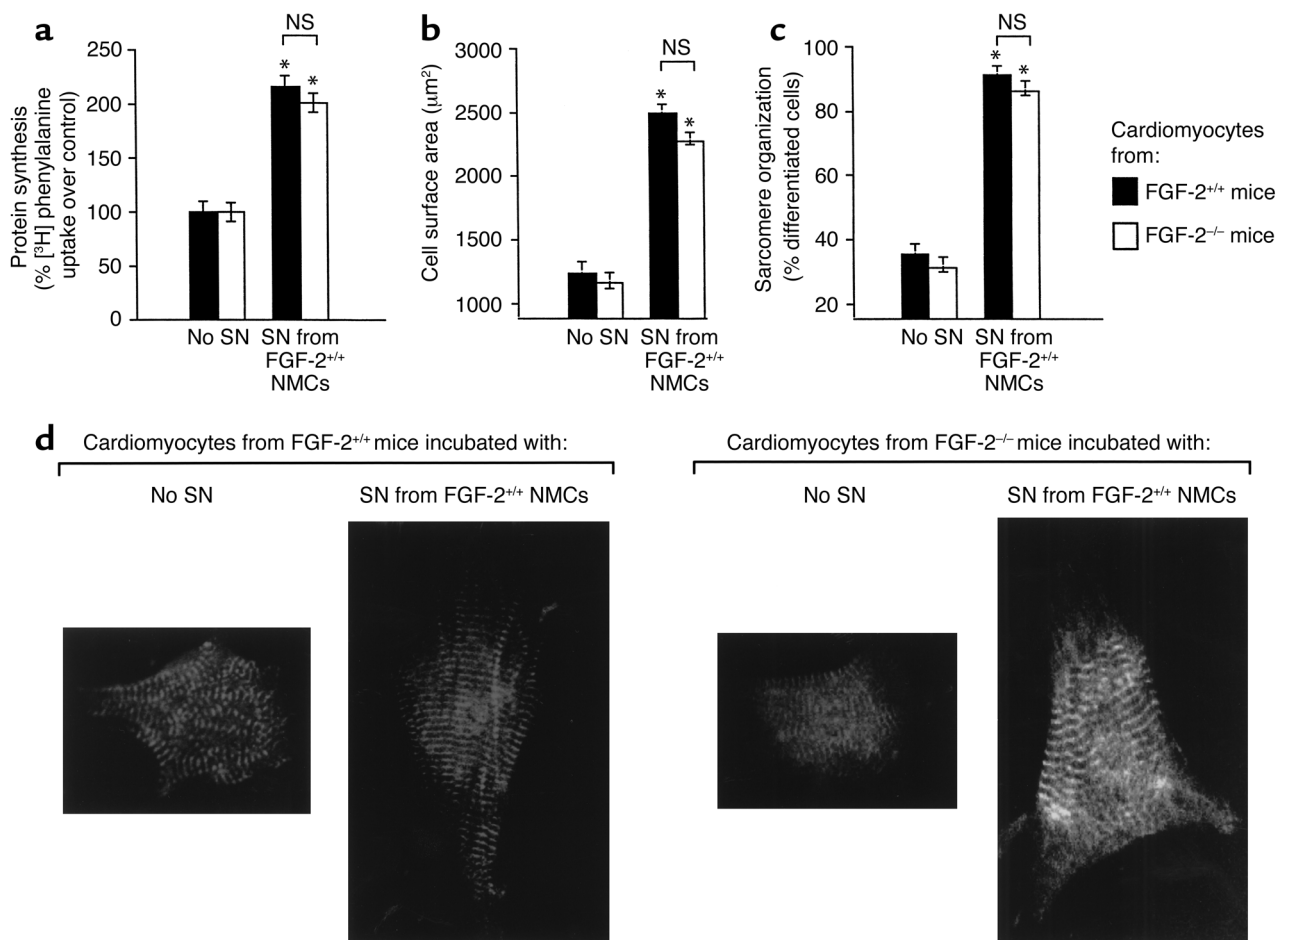 a
NS
250
200
150
100
50
0
Protein synthesis
(% [³H] phenylalanine
uptake over control)
*
*
No SN
SN from
FGF-2+/+
NMCs
b
NS
3000
2500
2000
1500
1000
Cell surface area (μm²)
*
*
No SN
SN from
FGF-2+/+
NMCs
c
NS
100
80
60
40
20
Sarcomere organization
(% differentiated cells)
*
*
No SN
SN from
FGF-2+/+
NMCs
Cardiomyocytes
from:
FGF-2+/+ mice
FGF-2–/– mice
d
Cardiomyocytes from FGF-2+/+ mice incubated with:
No SN
SN from FGF-2+/+ NMCs
Cardiomyocytes from FGF-2–/– mice incubated with:
No SN
SN from FGF-2+/+ NMCs